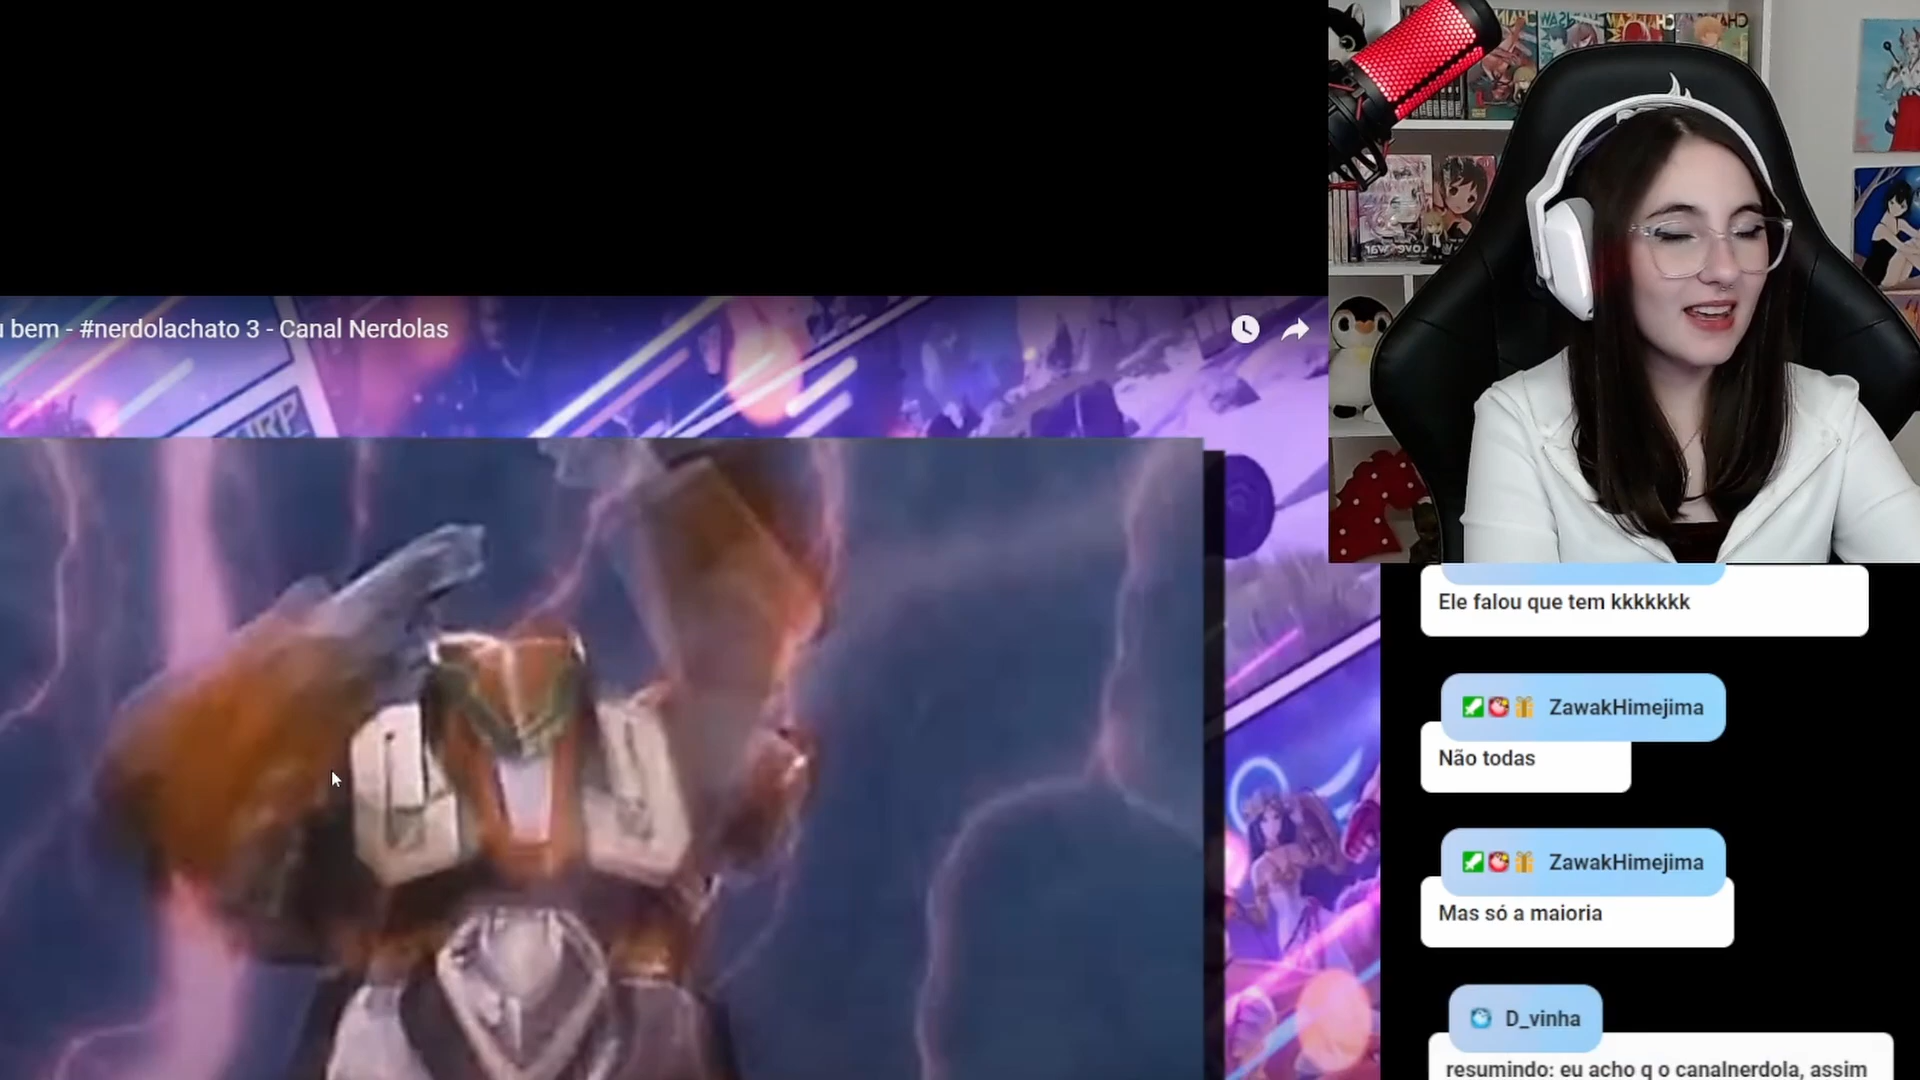 u bem - #nerdolachato 3 - Canal Nerdolas
Ele falou que tem kkkkkkk
ZawakHimejima
Não todas
ZawakHimejima
Mas só a maioria
D_vinha
resumindo: eu acho q o canalnerdola, assim